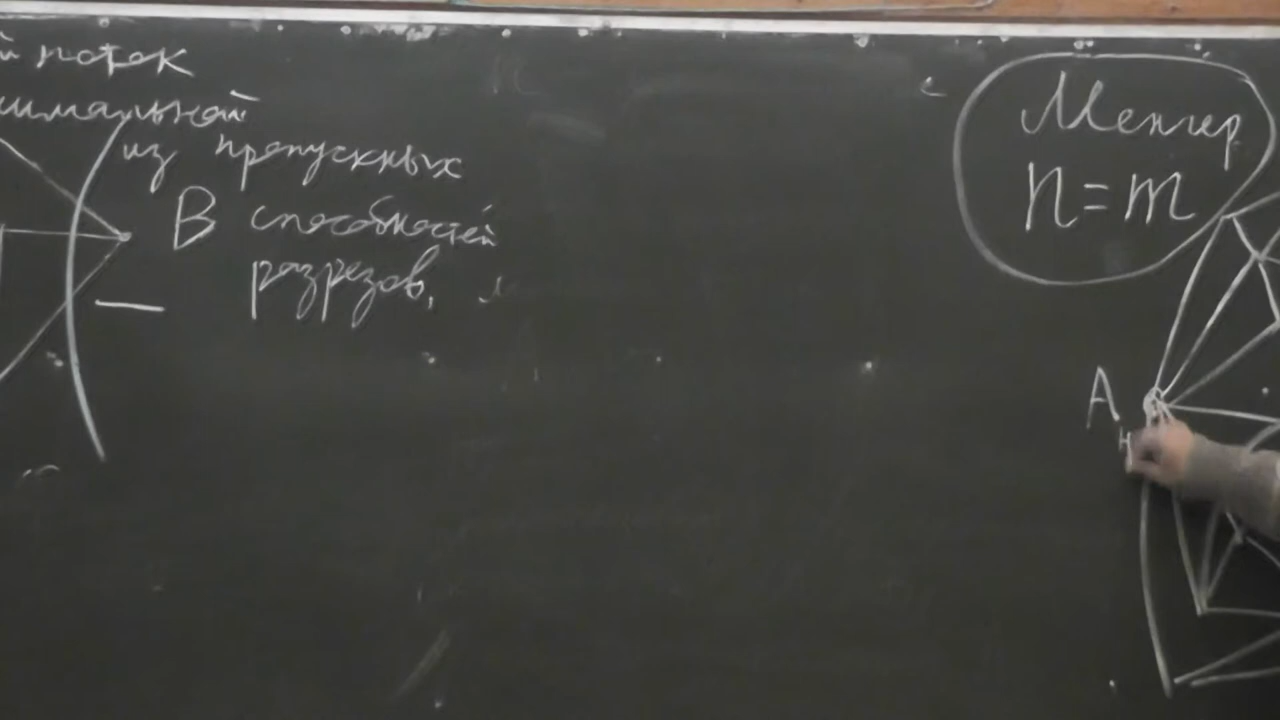 й поток
имальной
из пропускных
B способностей
разрезов,
Менгер
n=m
A